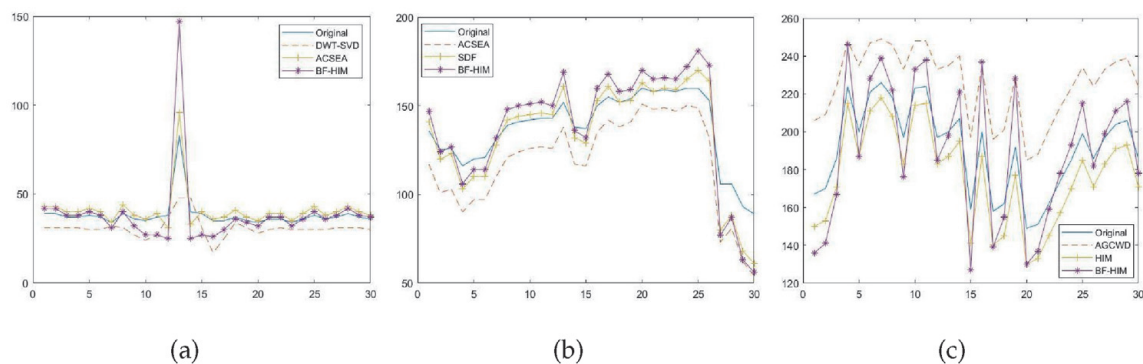 150
100
50
0
0
5
10
15
20
25
30
Original
DWT-SVD
ACSEA
BF-HIM
(a)
200
150
100
50
0
5
10
15
20
25
30
Original
ACSEA
SDF
BF-HIM
(b)
260
240
220
200
180
160
140
120
0
5
10
15
20
25
30
Original
AGCWD
HIM
BF-HIM
(c)